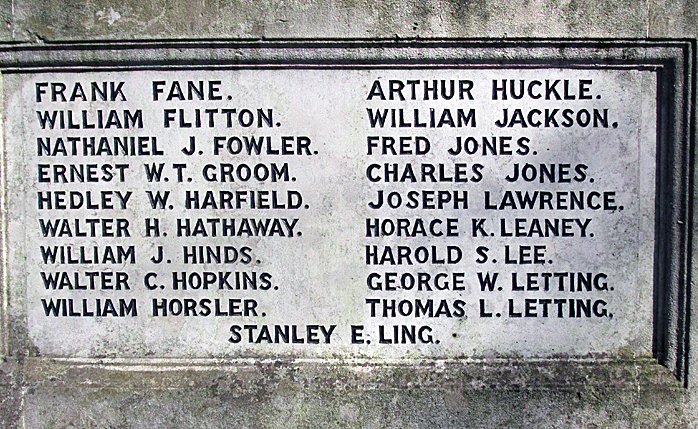 FRANK FANE.
WILLIAM FLITTON.
NATHANIEL J. FOWLER.
ERNEST W.T. GROOM.
HEDLEY W. HARFIELD.
WALTER H. HATHAWAY.
WILLIAM J. HINDS.
WALTER C. HOPKINS.
WILLIAM HORSLER.
ARTHUR HUCKLE.
WILLIAM JACKSON.
FRED JONES.
CHARLES JONES.
JOSEPH LAWRENCE.
HORACE K. LEANEY.
HAROLD S. LEE.
GEORGE W. LETTING.
THOMAS L. LETTING.
STANLEY E. LING.